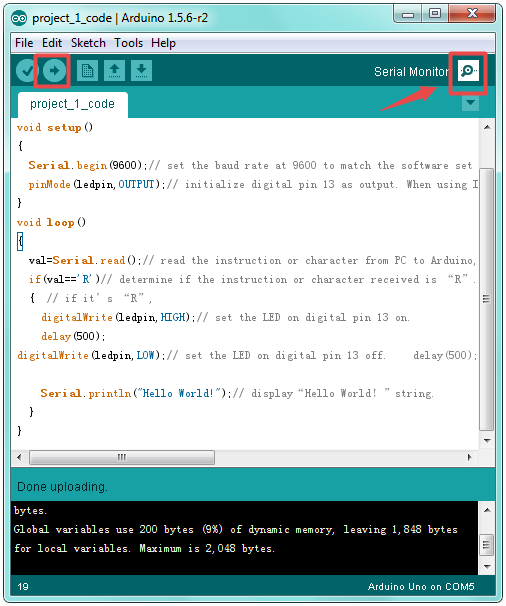 project_1_code | Arduino 1.5.6-r2
File Edit Sketch Tools Help
Serial Monitor
project_1_code
void setup()
{
Serial.begin(9600);// set the baud rate at 9600 to match the software set
pinMode(ledpin,OUTPUT);// initialize digital pin 13 as output. When using I
}
void loop()
{
val=Serial.read();// read the instruction or character from PC to Arduino,
if(val=='R')// determine if the instruction or character received is “R”.
{ // if it's “R”,
digitalWrite(ledpin,HIGH);// set the LED on digital pin 13 on.
delay(500);
digitalWrite(ledpin,LOW);// set the LED on digital pin 13 off. delay(500);
Serial.println("Hello World!");// display“Hello World! ”string.
}
}
Done uploading.
bytes.
Global variables use 200 bytes (9%) of dynamic memory, leaving 1,848 bytes
for local variables. Maximum is 2,048 bytes.
19 Arduino Uno on COM5